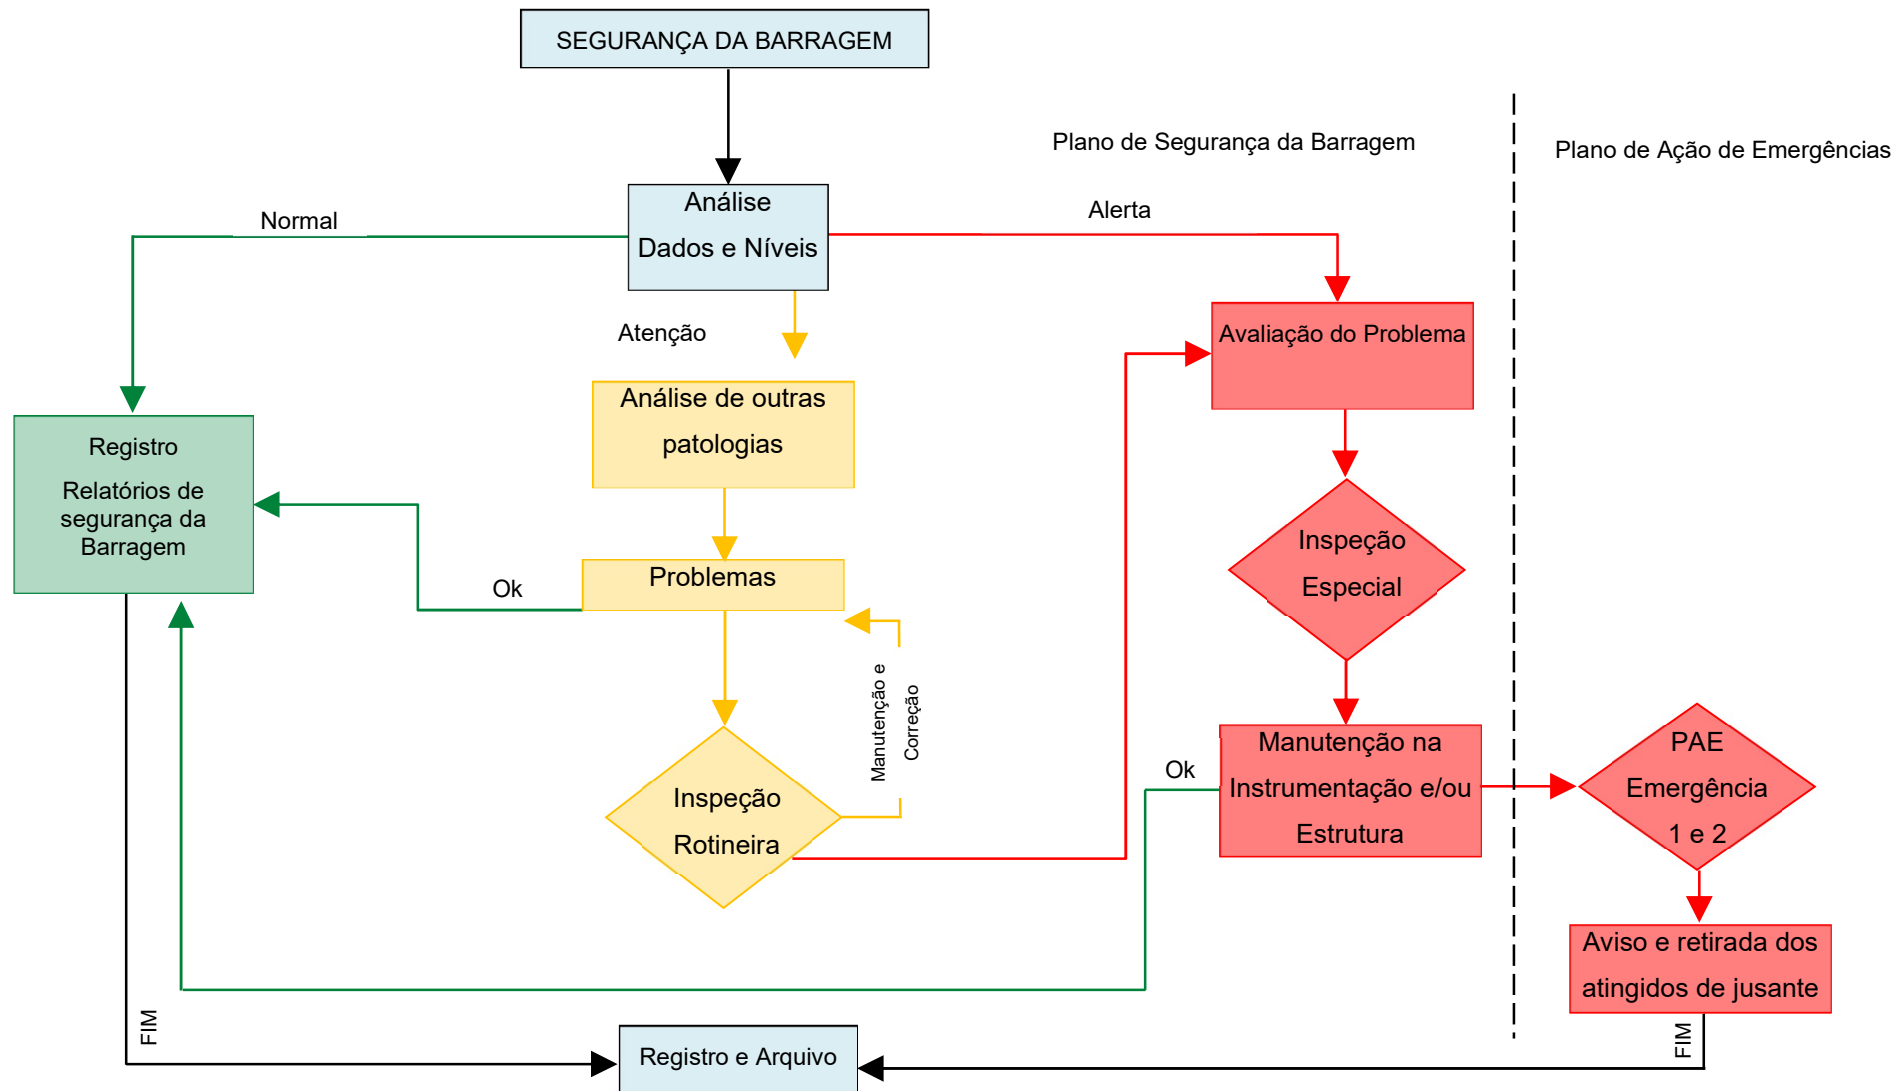 SEGURANÇA DA BARRAGEM
Plano de Segurança da Barragem
Plano de Ação de Emergências
Análise
Dados e Níveis
Normal
Alerta
Atenção
Avaliação do Problema
Análise de outras
patologias
Registro
Relatórios de
segurança da
Barragem
Ok
Problemas
Inspeção
Especial
Manutenção e
Correção
Inspeção
Rotineira
Ok
Manutenção na
Instrumentação e/ou
Estrutura
PAE
Emergência
1 e 2
Aviso e retirada dos
atingidos de jusante
FIM
Registro e Arquivo
FIM